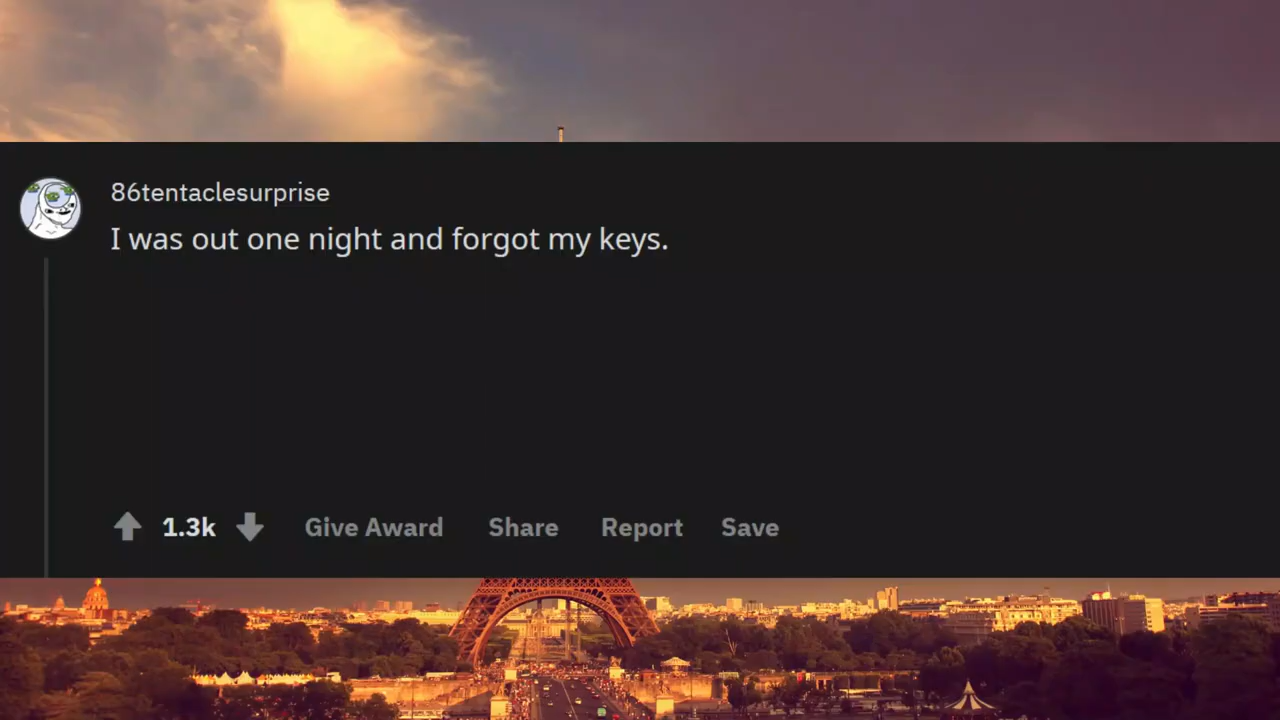 86tentaclesurprise
I was out one night and forgot my keys.
1.3k Give Award Share Report Save